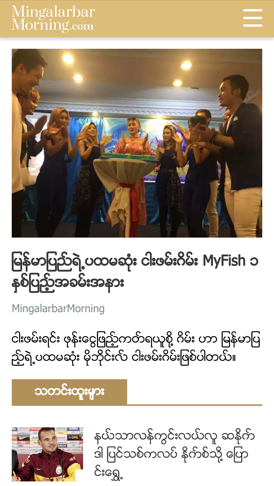 Mingalarbar
Morning.com
မြန်မာပြည်ရဲ့ပထမဆုံး ငါးဖမ်းဂိမ်း MyFish ၁
နှစ်ပြည့်အခမ်းအနား
MingalarbarMorning
ငါးဖမ်းရင်း ဖုန်းငွေဖြည့်ကတ်ရယူစို့ ဂိမ်း ဟာ မြန်မာပြ
ည်ရဲ့ပထမဆုံး မိုဘိုင်းလ် ငါးဖမ်းဂိမ်းဖြစ်ပါတယ်။
သတင်းထူးများ
နယ်သာလန်ကွင်းလယ်လူ ဆနိုက်
ဒါ ပြင်သစ်ကလပ် နိုက်စ်သို့ ပြော
င်းရွှေ့